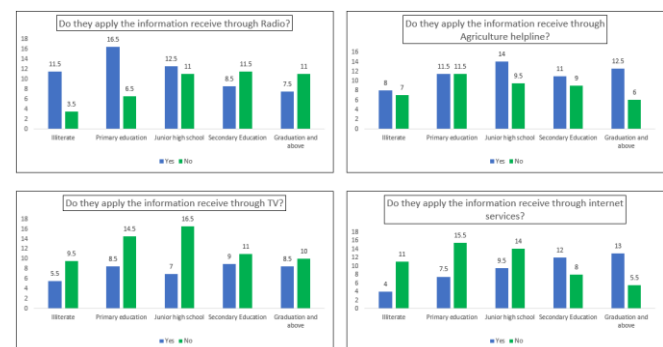 Do they apply the information receive through Radio?
18
16
14
12
10
8
6
4
2
0
11.5
3.5
16.5
6.5
12.5
11
8.5
11.5
7.5
11
Illiterate
Primary education
Junior high school
Secondary Education
Graduation and
above
Yes
No
Do they apply the information receive through
Agriculture helpline?
16
14
12
10
8
6
4
2
0
8
7
11.5
11.5
14
9.5
11
9
12.5
6
Illiterate
Primary education
Junior high school
Secondary Education
Graduation and
above
Yes
No
Do they apply the information receive through TV?
18
16
14
12
10
8
6
4
2
0
5.5
9.5
8.5
14.5
7
16.5
9
11
8.5
10
Illiterate
Primary education
Junior high school
Secondary Education
Graduation and
above
Yes
No
Do they apply the information receive through internet
services?
18
16
14
12
10
8
6
4
2
0
4
11
7.5
15.5
9.5
14
12
8
13
5.5
Illiterate
Primary education
Junior high school
Secondary Education
Graduation and
above
Yes
No